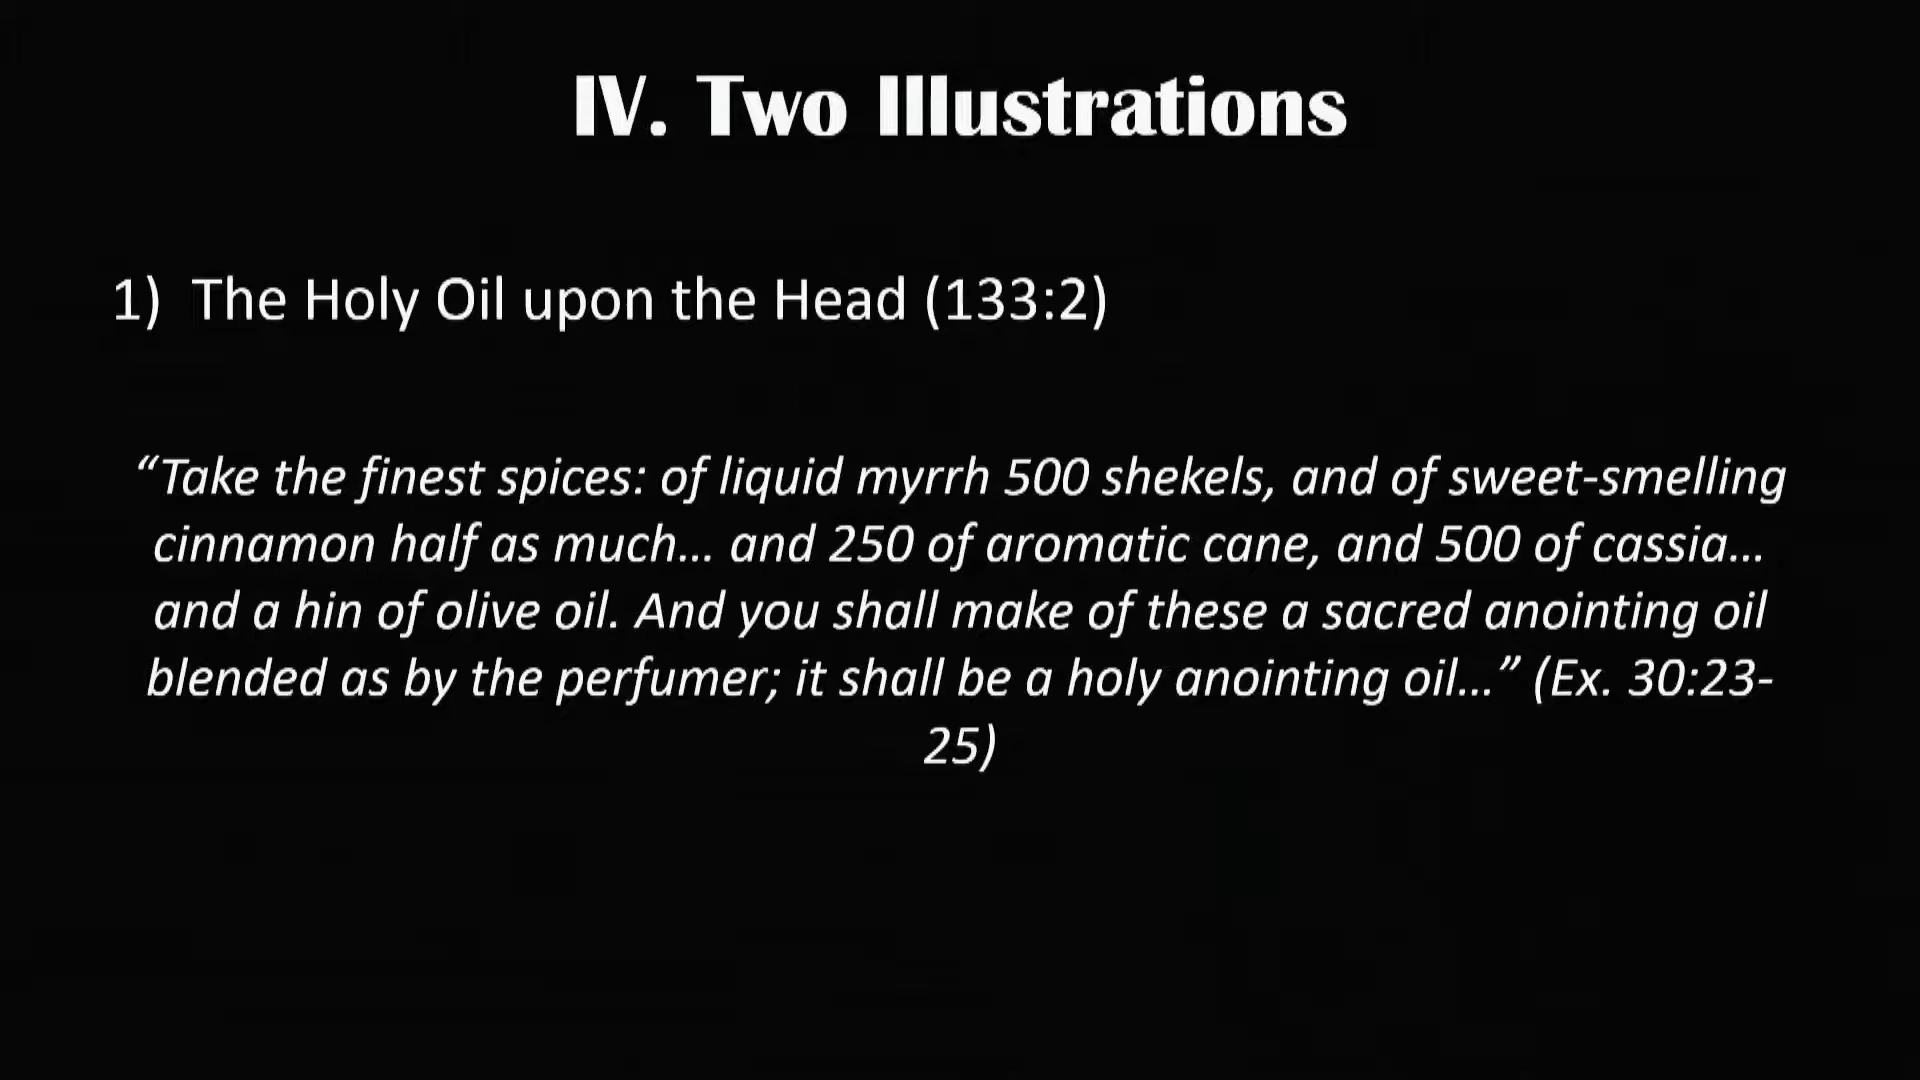 IV. Two Illustrations
1) The Holy Oil upon the Head (133:2)
“Take the finest spices: of liquid myrrh 500 shekels, and of sweet-smelling
cinnamon half as much... and 250 of aromatic cane, and 500 of cassia...
and a hin of olive oil. And you shall make of these a sacred anointing oil
blended as by the perfumer; it shall be a holy anointing oil...” (Ex. 30:23-
25)